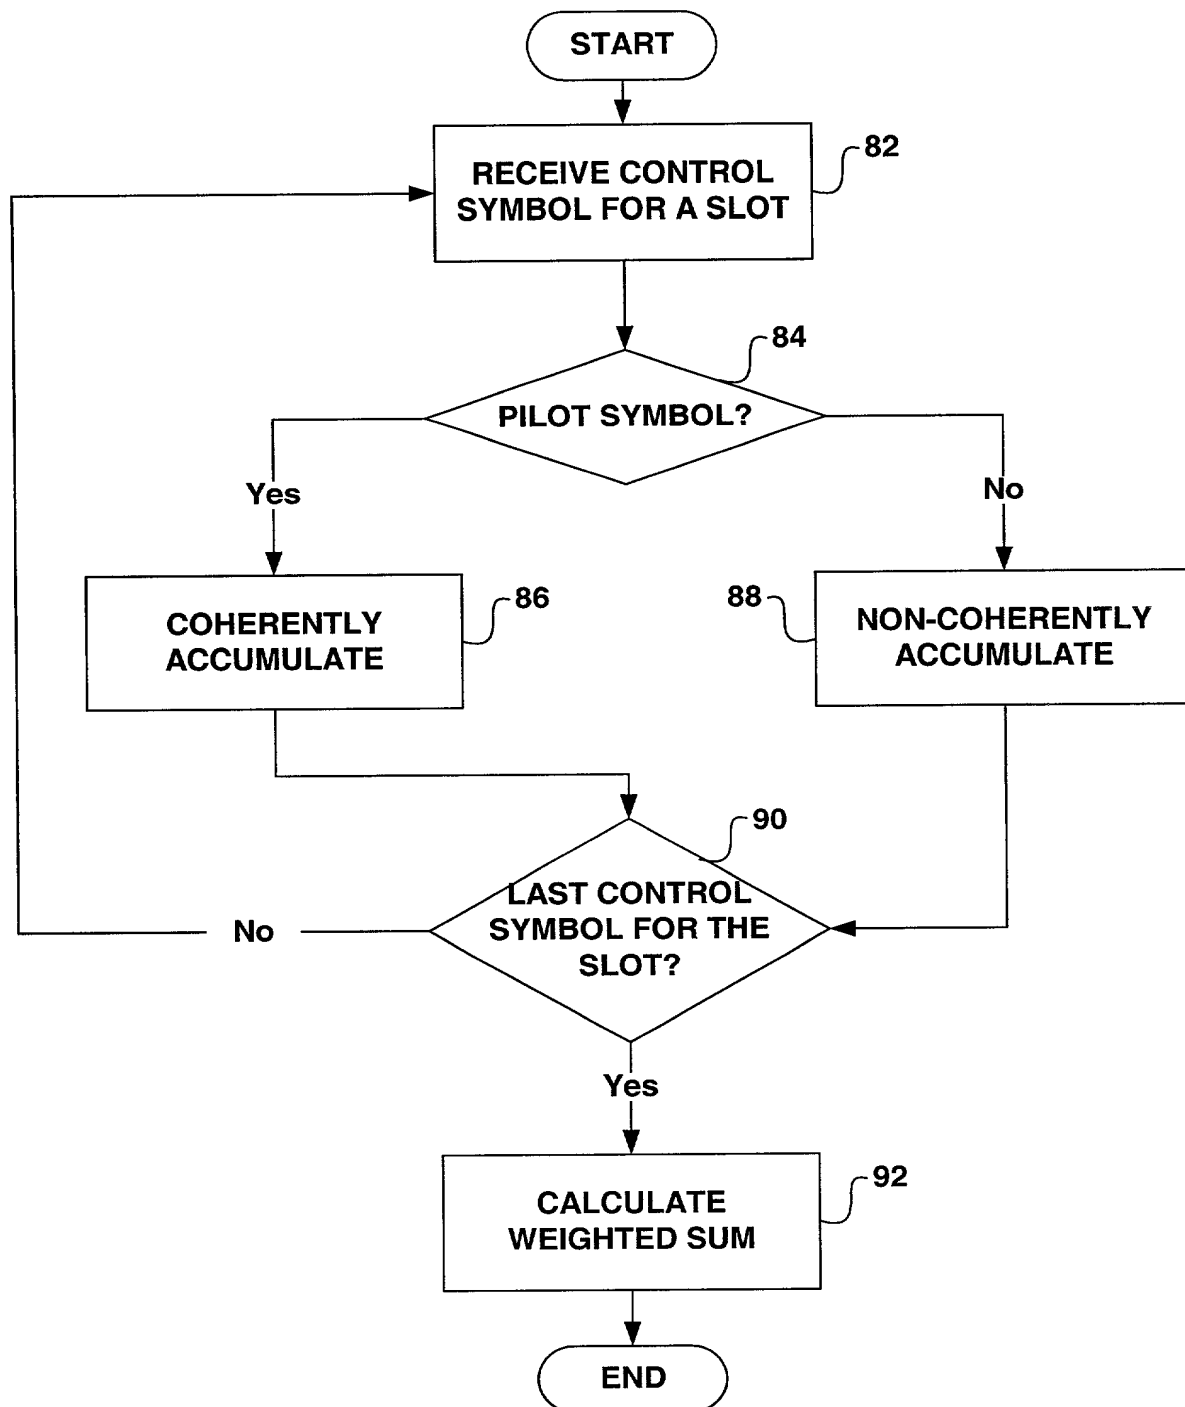 START
RECEIVE CONTROL
SYMBOL FOR A SLOT
82
84
PILOT SYMBOL?
Yes
No
COHERENTLY
ACCUMULATE
86
88
NON-COHERENTLY
ACCUMULATE
90
LAST CONTROL
SYMBOL FOR THE
SLOT?
No
Yes
CALCULATE
WEIGHTED SUM
92
END